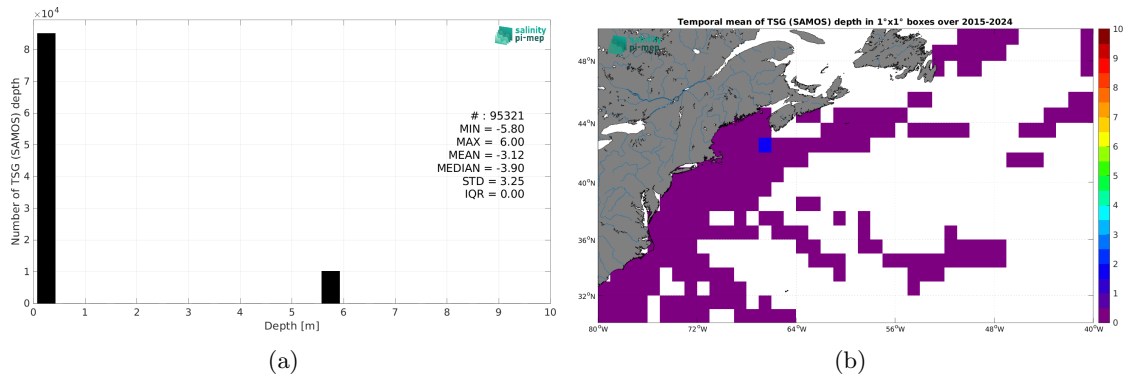 ×10⁴
8
7
6
5
4
3
2
1
0
Number of TSG (SAMOS) depth
salinity
pi-mep
# : 95321
MIN = -5.80
MAX = 6.00
MEAN = -3.12
MEDIAN = -3.90
STD = 3.25
IQR = 0.00
0 1 2 3 4 5 6 7 8 9 10
Depth [m]
(a)
Temporal mean of TSG (SAMOS) depth in 1°x1° boxes over 2015-2024
salinity
pi-mep
48°N
44°N
40°N
36°N
32°N
80°W 72°W 64°W 56°W 48°W 40°W
10
9
8
7
6
5
4
3
2
1
0
(b)